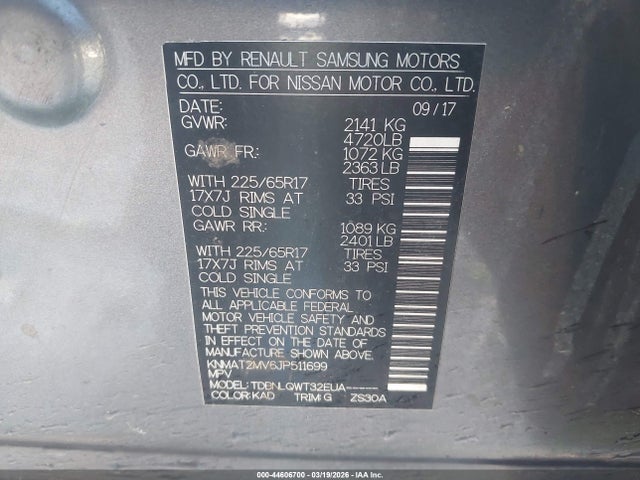 MFD BY RENAULT SAMSUNG MOTORS
CO., LTD. FOR NISSAN MOTOR CO., LTD.
DATE: 09/17
GVWR: 2141 KG
4720LB
GAWR FR: 1072 KG
2363 LB
WITH 225/65R17 TIRES
17X7J RIMS AT 33 PSI
COLD SINGLE
GAWR RR: 1089 KG
2401 LB
WITH 225/65R17 TIRES
17X7J RIMS AT 33 PSI
COLD SINGLE
THIS VEHICLE CONFORMS TO
ALL APPLICABLE FEDERAL
MOTOR VEHICLE SAFETY AND
THEFT PREVENTION STANDARDS
IN EFFECT ON THE DATE OF
MANUFACTURE SHOWN ABOVE.
KNMAT2MV6JP511699
MPV
MODEL: TDBNLQWT32EUA
COLOR: KAD TRIM: G ZS30A
000-44606700 - 03/19/2026 - IAA, Inc.